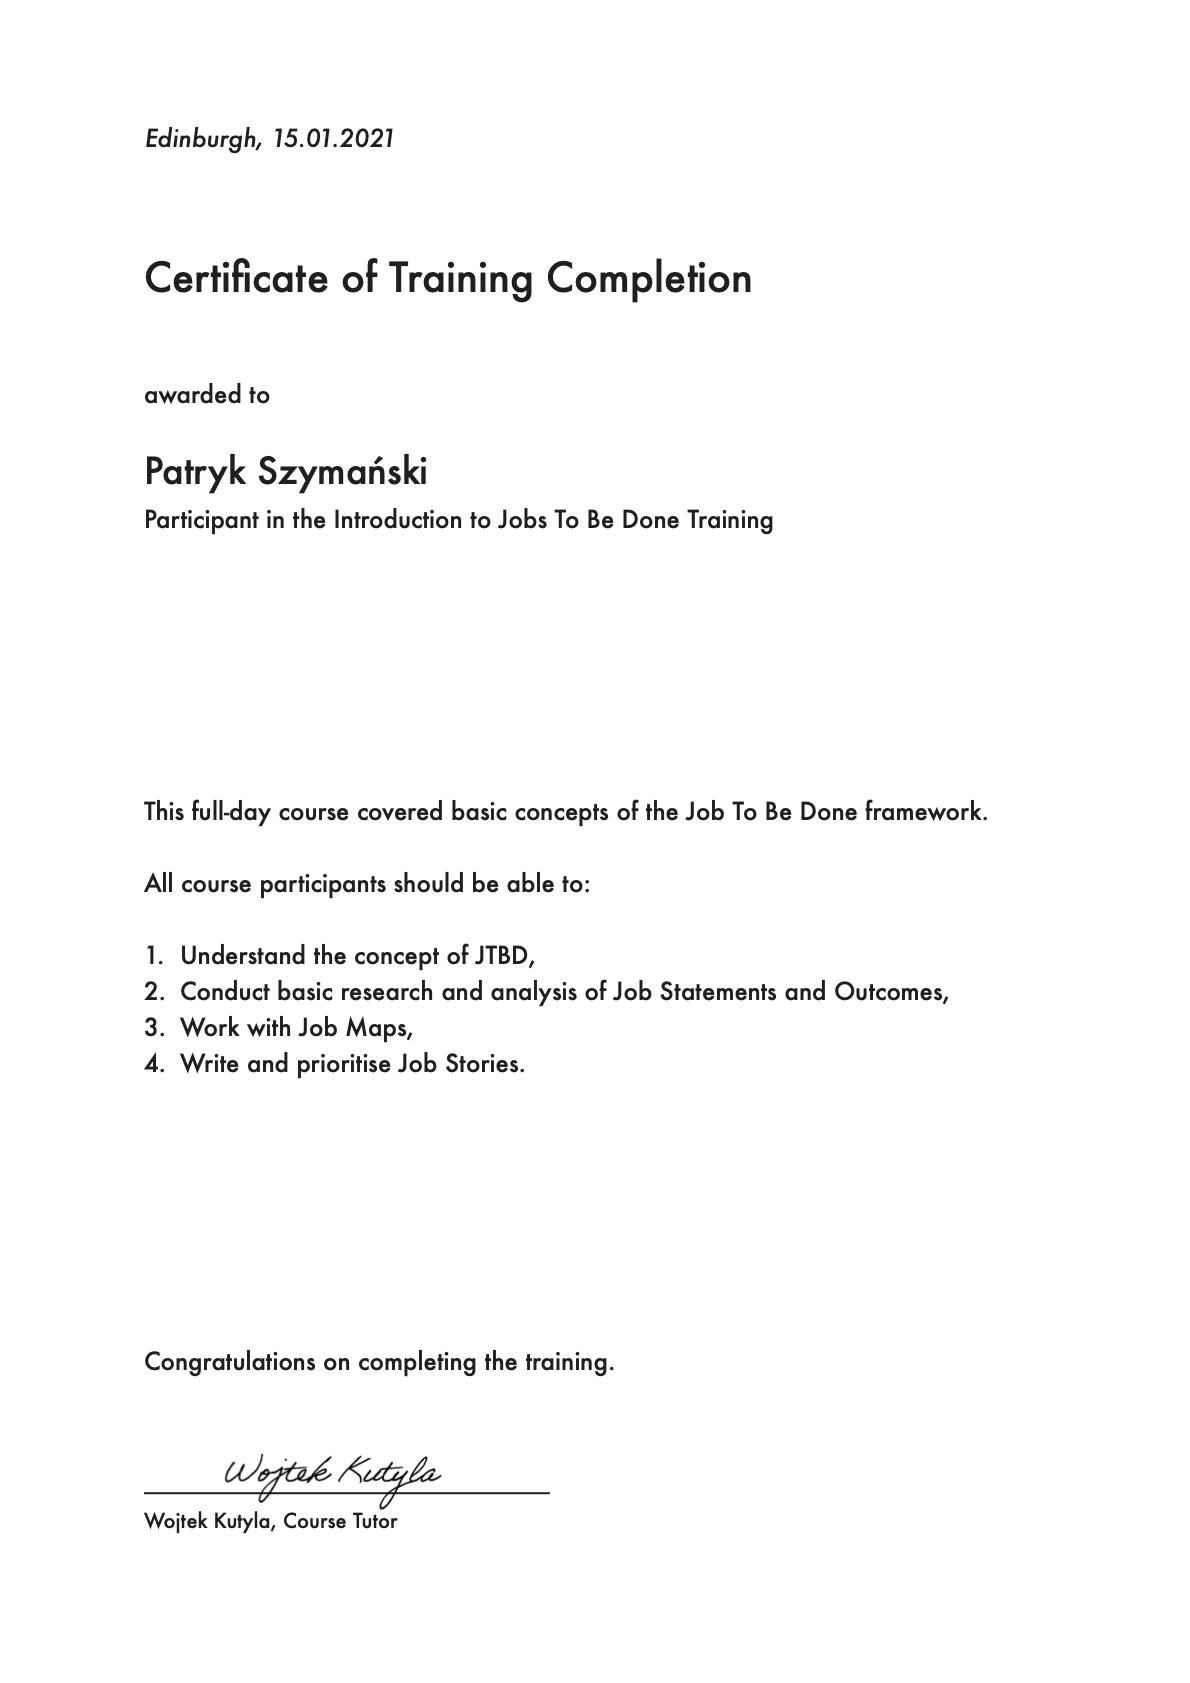 Edinburgh, 15.01.2021
Certificate of Training Completion
awarded to
Patryk Szymański
Participant in the Introduction to Jobs To Be Done Training
This full-day course covered basic concepts of the Job To Be Done framework.
All course participants should be able to:
1. Understand the concept of JTBD,
2. Conduct basic research and analysis of Job Statements and Outcomes,
3. Work with Job Maps,
4. Write and prioritise Job Stories.
Congratulations on completing the training.
Wojtek Kutyla
Wojtek Kutyla, Course Tutor